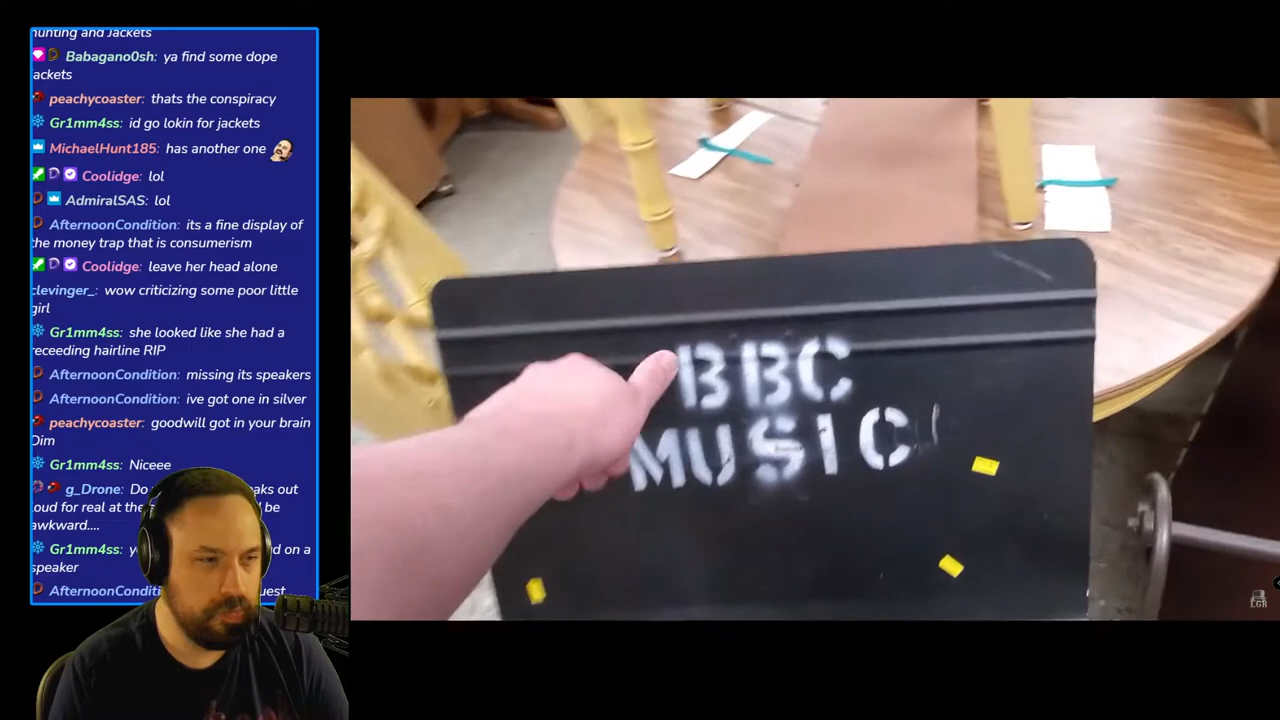 hunting and Jackets
Babagano0sh: ya find some dope
jackets
peachycoaster: thats the conspiracy
Gr1mm4ss: id go lokin for jackets
MichaelHunt185: has another one
Coolidge: lol
AdmiralSAS: lol
AfternoonCondition: its a fine display of
the money trap that is consumerism
Coolidge: leave her head alone
clevinger_: wow criticizing some poor little
girl
Gr1mm4ss: she looked like she had a
receeding hairline RIP
AfternoonCondition: missing its speakers
AfternoonCondition: ive got one in silver
peachycoaster: goodwill got in your brain
Dim
Gr1mm4ss: Niceee
g_Drone: Do
loud for real at the
awkward....
Gr1mm4ss:
on a
speaker
BBC
MUSIC
LGR